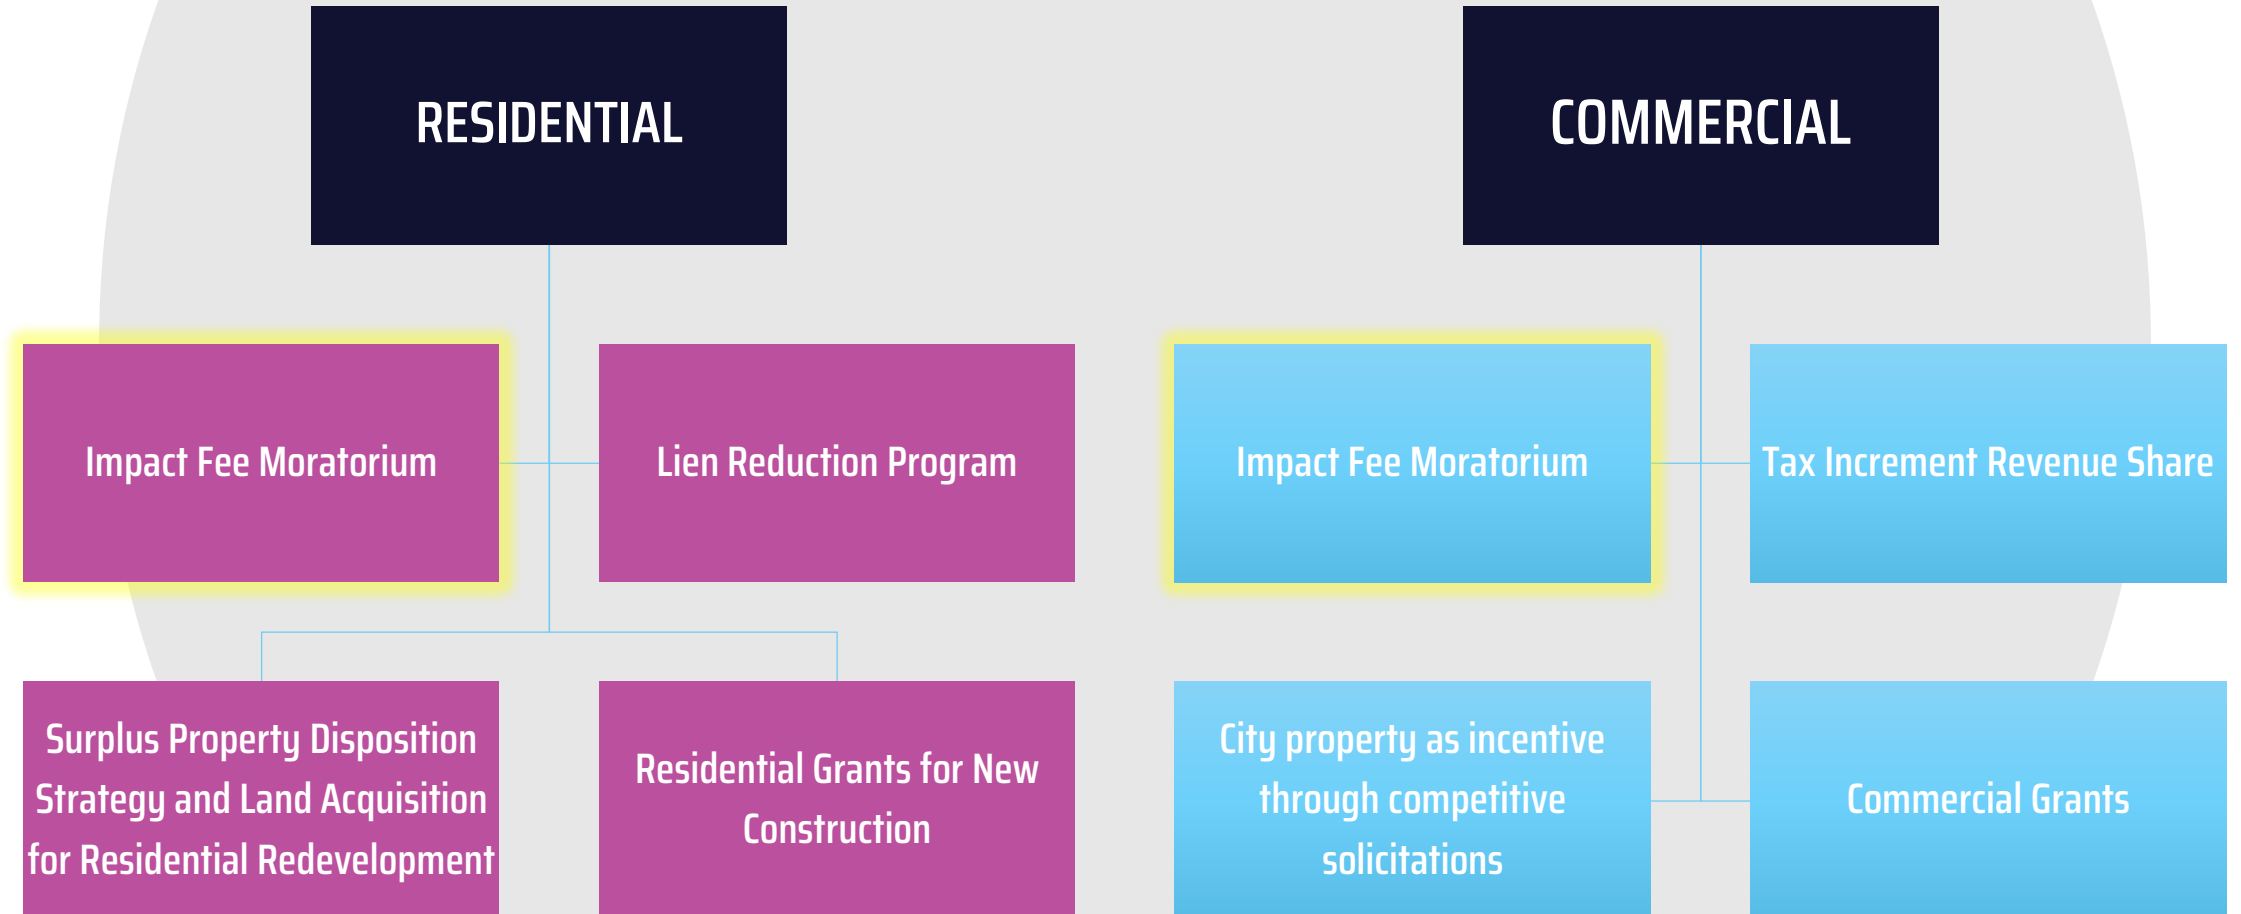 RESIDENTIAL
COMMERCIAL
Impact Fee Moratorium
Lien Reduction Program
Impact Fee Moratorium
Tax Increment Revenue Share
Surplus Property Disposition
Strategy and Land Acquisition
for Residential Redevelopment
Residential Grants for New
Construction
City property as incentive
through competitive
solicitations
Commercial Grants